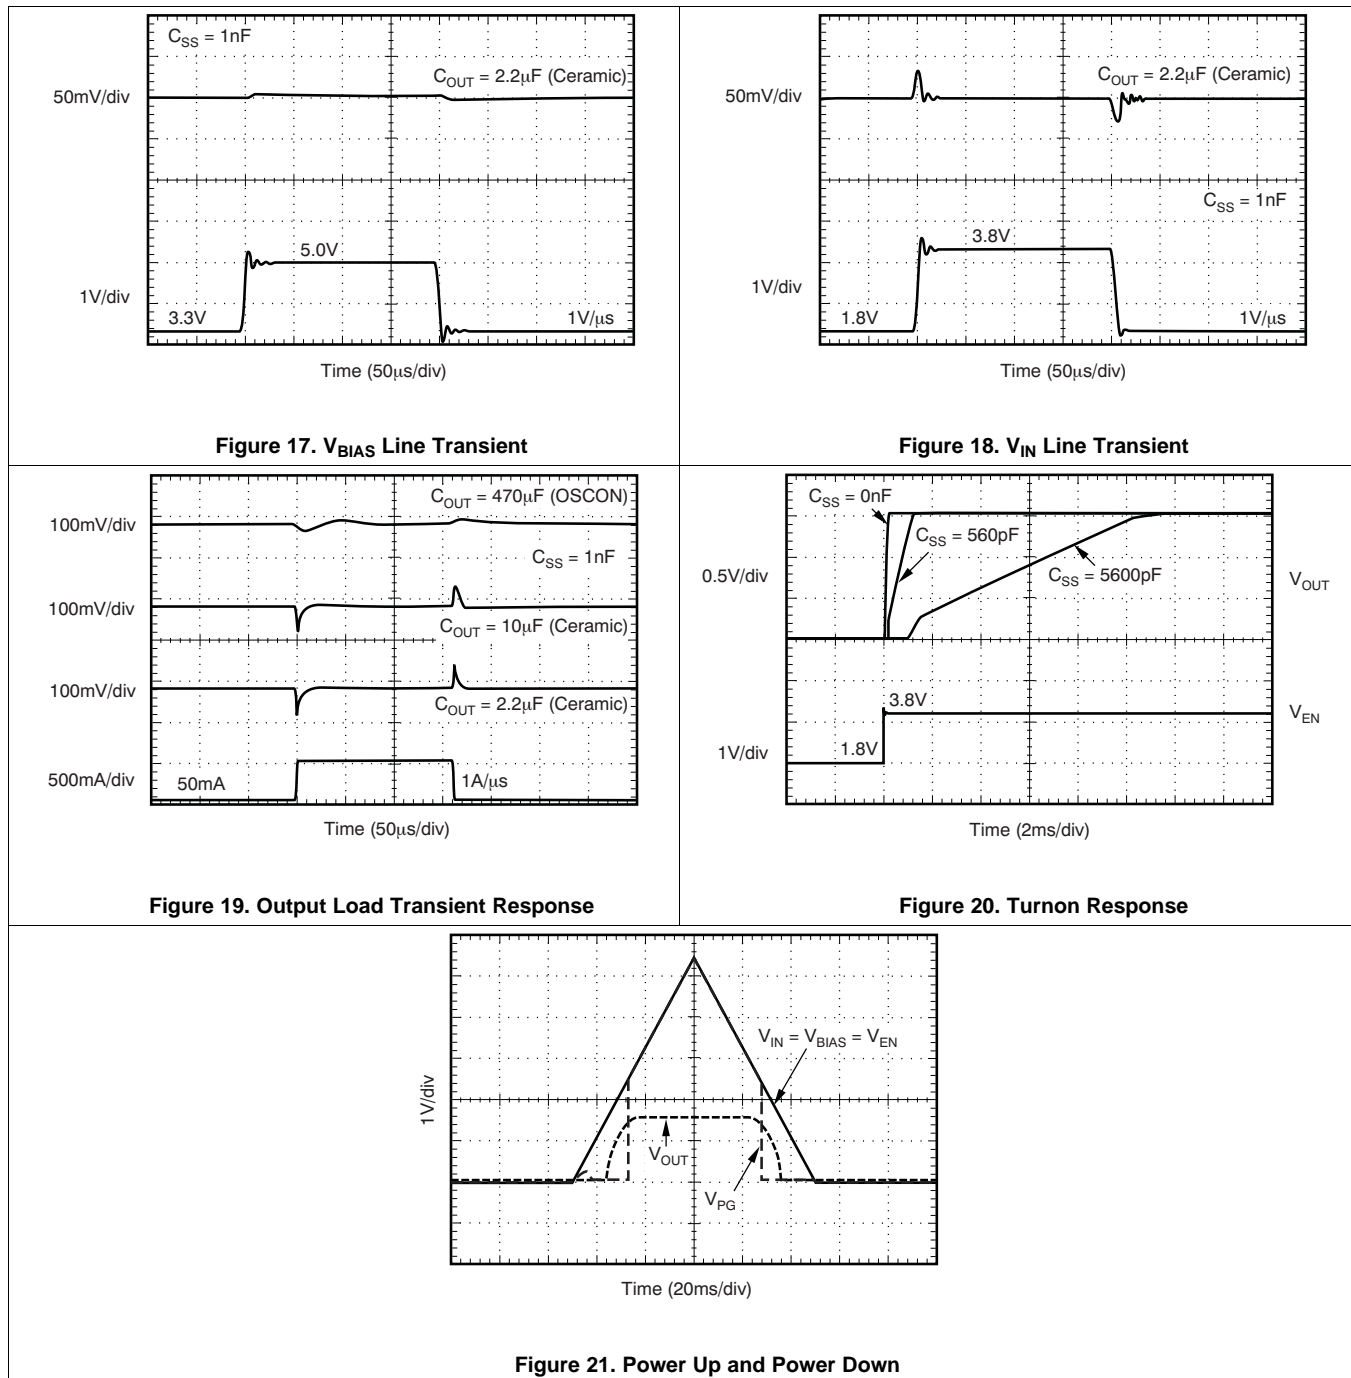 C_SS = 1nF
C_OUT = 2.2μF (Ceramic)
50mV/div
5.0V
1V/div
3.3V
1V/μs
Time (50μs/div)
Figure 17. V_BIAS Line Transient
C_OUT = 2.2μF (Ceramic)
50mV/div
C_SS = 1nF
3.8V
1V/div
1.8V
1V/μs
Time (50μs/div)
Figure 18. V_IN Line Transient
C_OUT = 470μF (OSCON)
100mV/div
C_SS = 1nF
100mV/div
C_OUT = 10μF (Ceramic)
100mV/div
C_OUT = 2.2μF (Ceramic)
500mA/div
50mA
1A/μs
Time (50μs/div)
Figure 19. Output Load Transient Response
C_SS = 0nF
C_SS = 560pF
0.5V/div
C_SS = 5600pF
V_OUT
3.8V
V_EN
1V/div
1.8V
Time (2ms/div)
Figure 20. Turnon Response
V_IN = V_BIAS = V_EN
1V/div
V_OUT
V_PG
Time (20ms/div)
Figure 21. Power Up and Power Down